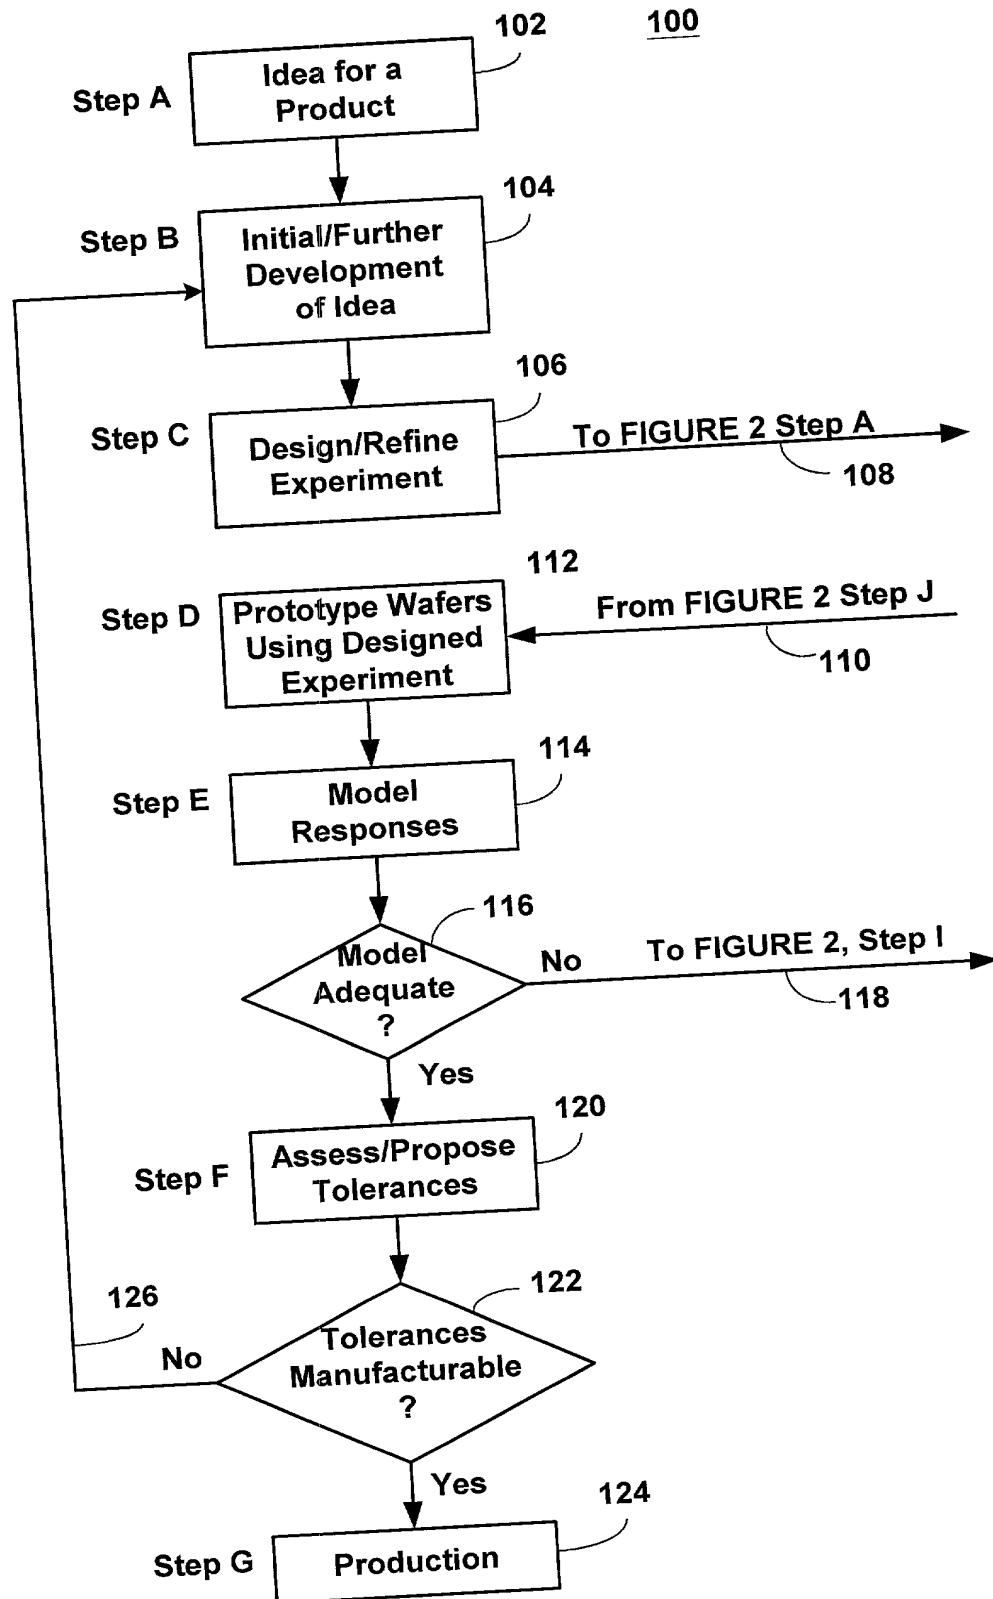 102
100
Step A
Idea for a
Product
104
Step B
Initial/Further
Development
of Idea
106
Step C
Design/Refine
Experiment
To FIGURE 2 Step A
108
112
Step D
Prototype Wafers
Using Designed
Experiment
From FIGURE 2 Step J
110
114
Step E
Model
Responses
116
Model
Adequate
?
No
To FIGURE 2, Step I
118
Yes
120
Step F
Assess/Propose
Tolerances
126
122
No
Tolerances
Manufacturable
?
Yes
124
Step G
Production